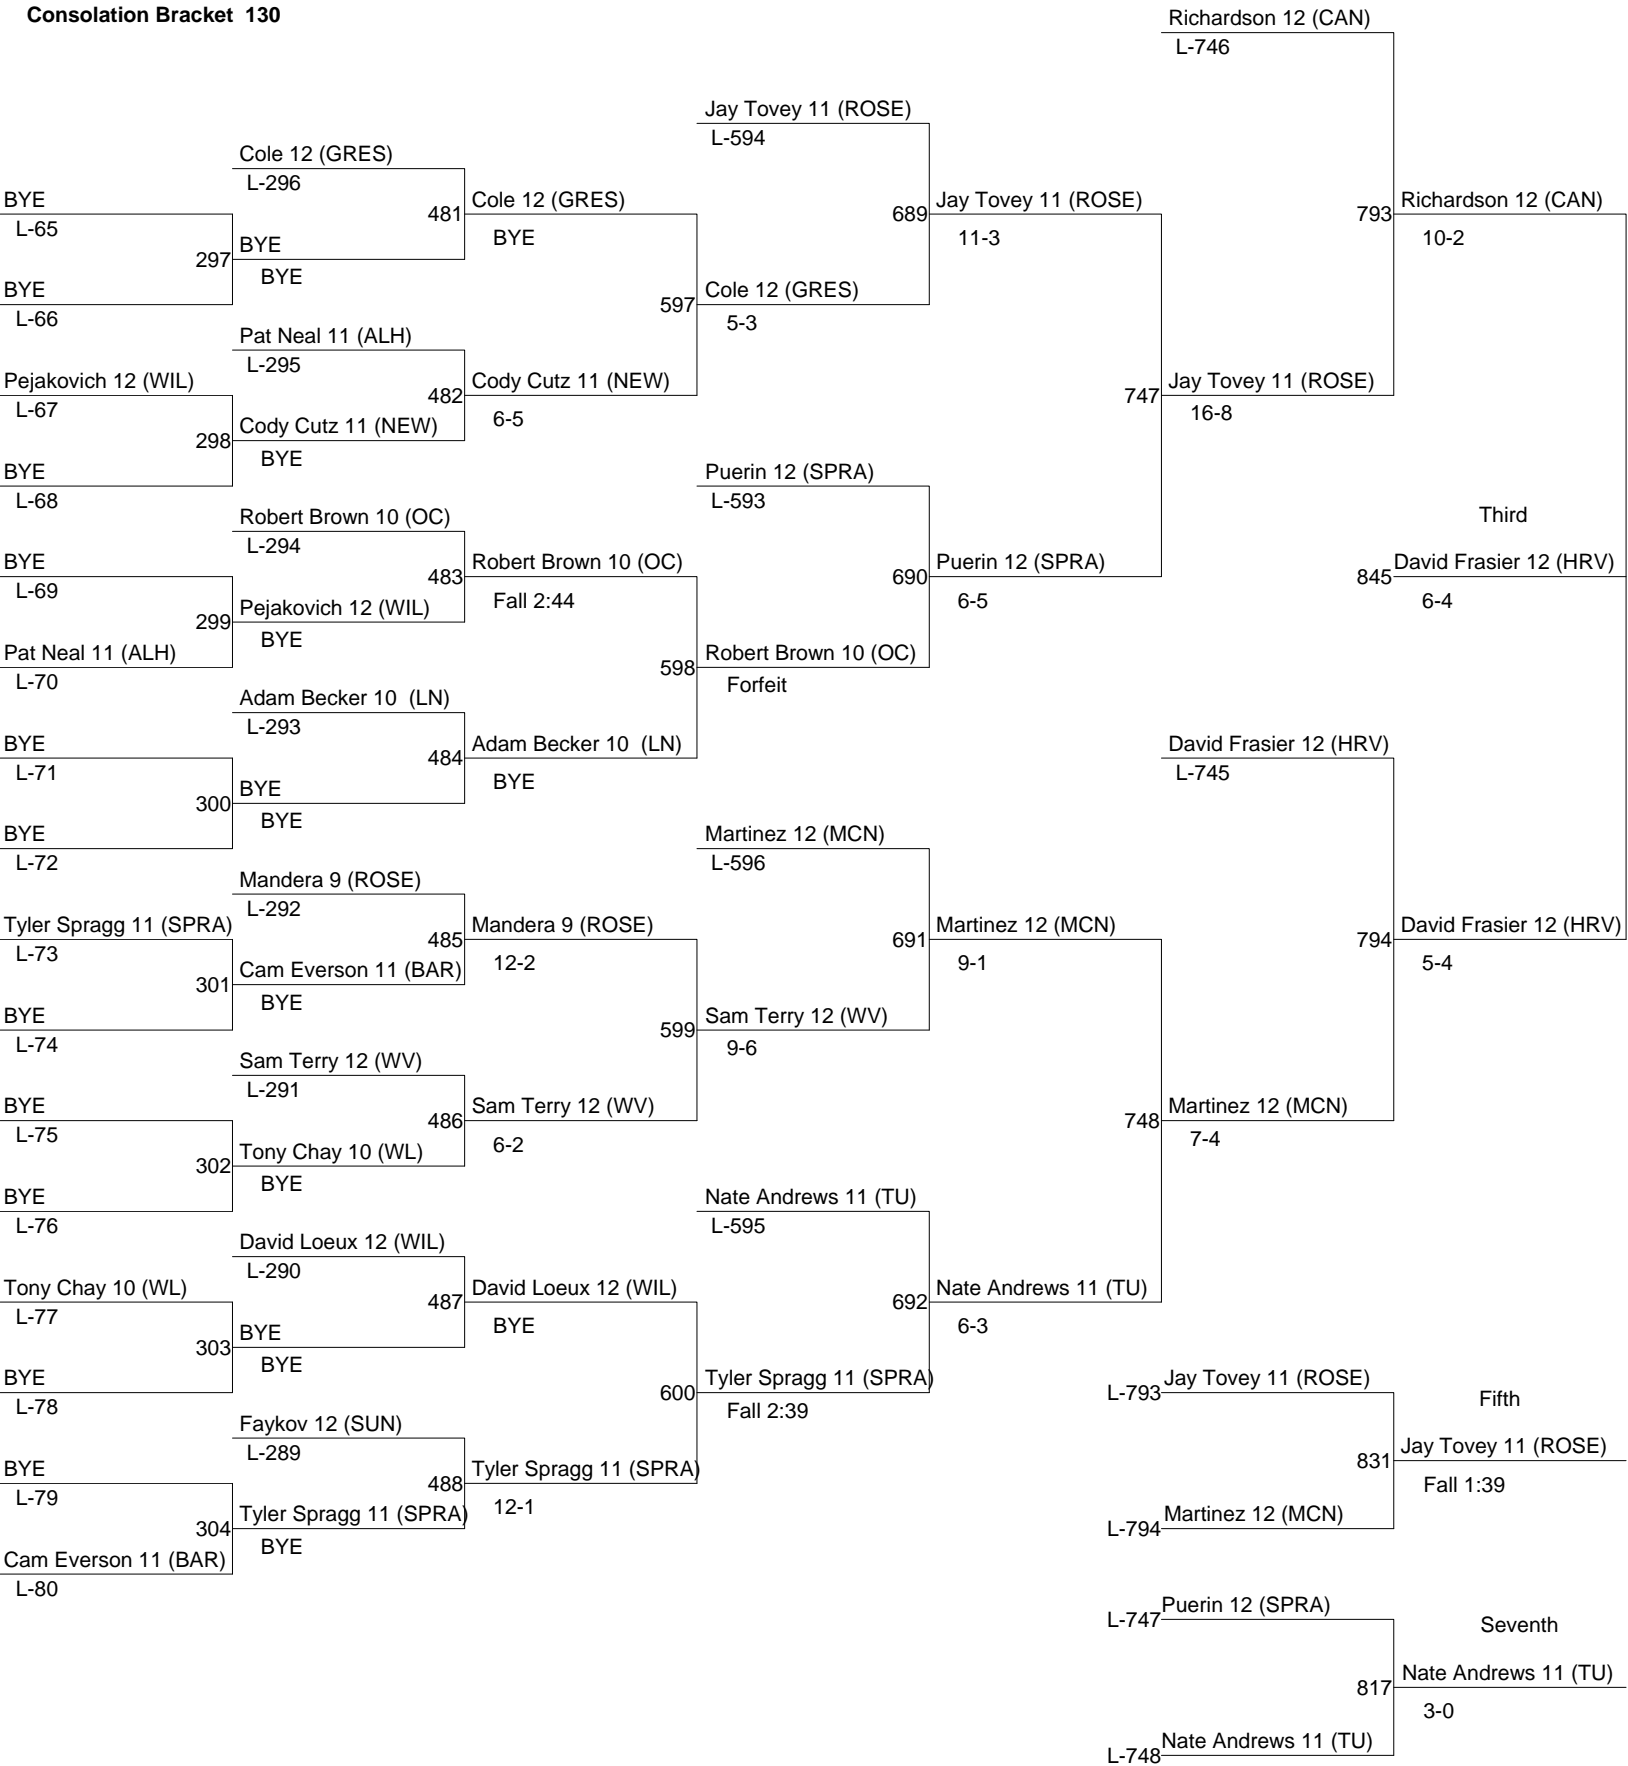 Consolation Bracket  130
BYE
L-65
BYE
L-66
Pejakovich 12 (WIL)
L-67
BYE
L-68
BYE
L-69
Pat Neal 11 (ALH)
L-70
BYE
L-71
BYE
L-72
Tyler Spragg 11 (SPRA)
L-73
BYE
L-74
BYE
L-75
BYE
L-76
Tony Chay 10 (WL)
L-77
BYE
L-78
BYE
L-79
Cam Everson 11 (BAR)
L-80
Cole 12 (GRES)
L-296
297
BYE
BYE
Pat Neal 11 (ALH)
L-295
298
Cody Cutz 11 (NEW)
BYE
Robert Brown 10 (OC)
L-294
299
Pejakovich 12 (WIL)
BYE
Adam Becker 10  (LN)
L-293
300
BYE
BYE
Mandera 9 (ROSE)
L-292
301
Cam Everson 11 (BAR)
BYE
Sam Terry 12 (WV)
L-291
302
Tony Chay 10 (WL)
BYE
David Loeux 12 (WIL)
L-290
303
BYE
BYE
Faykov 12 (SUN)
L-289
304
Tyler Spragg 11 (SPRA)
BYE
481
Cole 12 (GRES)
BYE
482
Cody Cutz 11 (NEW)
6-5
483
Robert Brown 10 (OC)
Fall 2:44
484
Adam Becker 10  (LN)
BYE
485
Mandera 9 (ROSE)
12-2
486
Sam Terry 12 (WV)
6-2
487
David Loeux 12 (WIL)
BYE
488
Tyler Spragg 11 (SPRA)
12-1
Jay Tovey 11 (ROSE)
L-594
597
Cole 12 (GRES)
5-3
Puerin 12 (SPRA)
L-593
598
Robert Brown 10 (OC)
Forfeit
Martinez 12 (MCN)
L-596
599
Sam Terry 12 (WV)
9-6
Nate Andrews 11 (TU)
L-595
600
Tyler Spragg 11 (SPRA)
Fall 2:39
689
Jay Tovey 11 (ROSE)
11-3
690
Puerin 12 (SPRA)
6-5
691
Martinez 12 (MCN)
9-1
692
Nate Andrews 11 (TU)
6-3
Richardson 12 (CAN)
L-746
747
Jay Tovey 11 (ROSE)
16-8
David Frasier 12 (HRV)
L-745
748
Martinez 12 (MCN)
7-4
793
Richardson 12 (CAN)
10-2
Third
845
David Frasier 12 (HRV)
6-4
794
David Frasier 12 (HRV)
5-4
L-793
Jay Tovey 11 (ROSE)
Fifth
831
Jay Tovey 11 (ROSE)
Fall 1:39
L-794
Martinez 12 (MCN)
L-747
Puerin 12 (SPRA)
Seventh
817
Nate Andrews 11 (TU)
3-0
L-748
Nate Andrews 11 (TU)